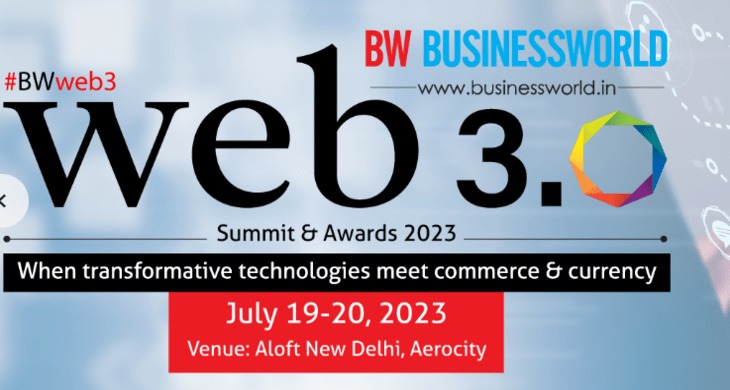 BW BUSINESSWORLD
www.businessworld.in
#BWweb3
web 3.0
Summit & Awards 2023
When transformative technologies meet commerce & currency
July 19-20, 2023
Venue: Aloft New Delhi, Aerocity